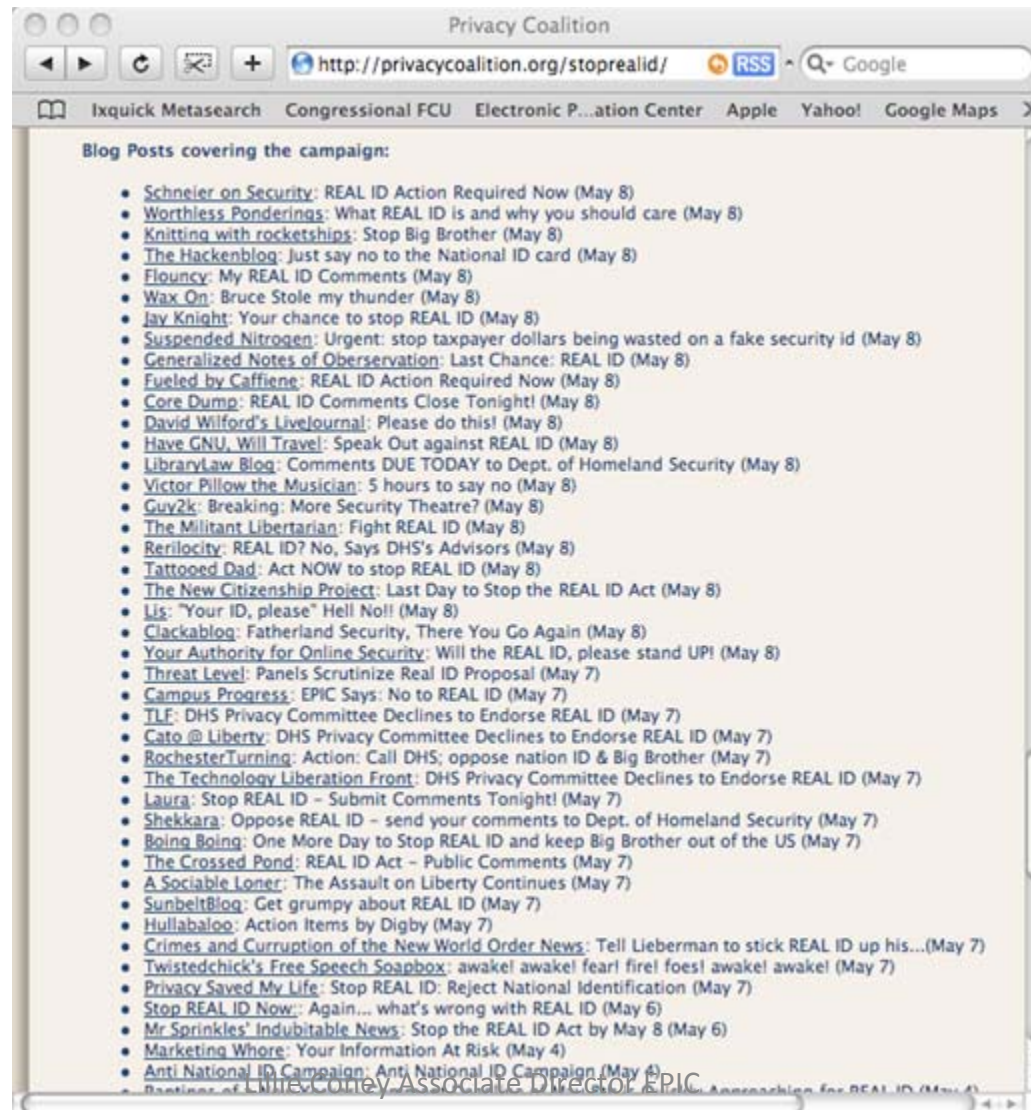 Privacy Coalition
http://privacycoalition.org/stoprealid/ RSS Google
Ixquick Metasearch Congressional FCU Electronic P...ation Center Apple Yahoo! Google Maps
Blog Posts covering the campaign:
• Schneier on Security: REAL ID Action Required Now (May 8)
• Worthless Ponderings: What REAL ID is and why you should care (May 8)
• Knitting with rocketships: Stop Big Brother (May 8)
• The Hackenblog: Just say no to the National ID card (May 8)
• Flouncy: My REAL ID Comments (May 8)
• Wax On: Bruce Stole my thunder (May 8)
• Jay Knight: Your chance to stop REAL ID (May 8)
• Suspended Nitrogen: Urgent: stop taxpayer dollars being wasted on a fake security id (May 8)
• Generalized Notes of Oberservation: Last Chance: REAL ID (May 8)
• Fueled by Caffiene: REAL ID Action Required Now (May 8)
• Core Dump: REAL ID Comments Close Tonight! (May 8)
• David Wilford's LiveJournal: Please do this! (May 8)
• Have GNU, Will Travel: Speak Out against REAL ID (May 8)
• LibraryLaw Blog: Comments DUE TODAY to Dept. of Homeland Security (May 8)
• Victor Pillow the Musician: 5 hours to say no (May 8)
• Guy2k: Breaking: More Security Theatre? (May 8)
• The Militant Libertarian: Fight REAL ID (May 8)
• Rerilocity: REAL ID? No, Says DHS's Advisors (May 8)
• Tattooed Dad: Act NOW to stop REAL ID (May 8)
• The New Citizenship Project: Last Day to Stop the REAL ID Act (May 8)
• Lis: "Your ID, please" Hell No!! (May 8)
• Clackablog: Fatherland Security, There You Go Again (May 8)
• Your Authority for Online Security: Will the REAL ID, please stand UP! (May 8)
• Threat Level: Panels Scrutinize Real ID Proposal (May 7)
• Campus Progress: EPIC Says: No to REAL ID (May 7)
• TLF: DHS Privacy Committee Declines to Endorse REAL ID (May 7)
• Cato @ Liberty: DHS Privacy Committee Declines to Endorse REAL ID (May 7)
• RochesterTurning: Action: Call DHS; oppose nation ID & Big Brother (May 7)
• The Technology Liberation Front: DHS Privacy Committee Declines to Endorse REAL ID (May 7)
• Laura: Stop REAL ID – Submit Comments Tonight! (May 7)
• Shekkara: Oppose REAL ID – send your comments to Dept. of Homeland Security (May 7)
• Boing Boing: One More Day to Stop REAL ID and keep Big Brother out of the US (May 7)
• The Crossed Pond: REAL ID Act – Public Comments (May 7)
• A Sociable Loner: The Assault on Liberty Continues (May 7)
• SunbeltBlog: Get grumpy about REAL ID (May 7)
• Hullabaloo: Action Items by Digby (May 7)
• Crimes and Curruption of the New World Order News: Tell Lieberman to stick REAL ID up his...(May 7)
• Twistedchick's Free Speech Soapbox: awake! awake! fear! fire! foes! awake! awake! (May 7)
• Privacy Saved My Life: Stop REAL ID: Reject National Identification (May 7)
• Stop REAL ID Now:: Again... what's wrong with REAL ID (May 6)
• Mr Sprinkles' Indubitable News: Stop the REAL ID Act by May 8 (May 6)
• Marketing Whore: Your Information At Risk (May 4)
• Anti National ID Campaign: Anti National ID Campaign (May 4)
Lillie Coney Associate Director EPIC
Approaching for REAL ID (May 4)